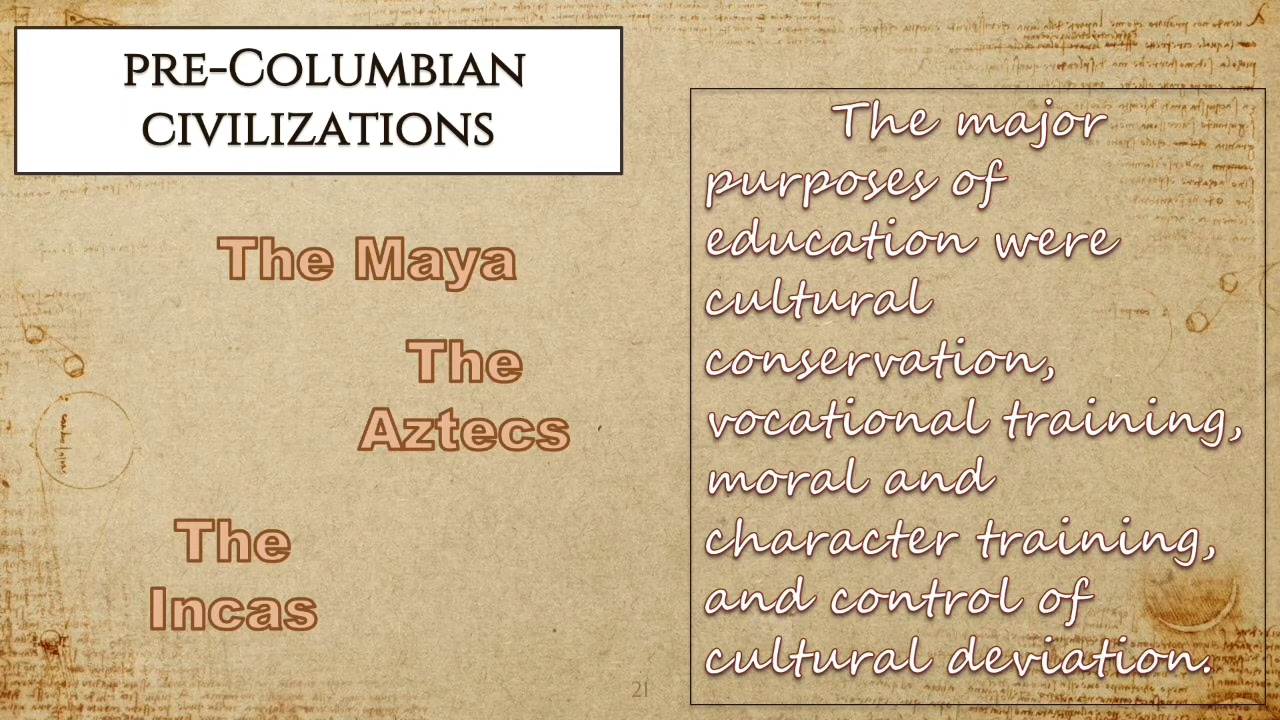 PRE-COLUMBIAN
CIVILIZATIONS
The Maya
The
Aztecs
The
Incas
The major
purposes of
education were
cultural
conservation,
vocational training,
moral and
character training,
and control of
cultural deviation.
21